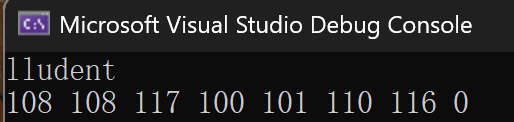 C:\
Microsoft Visual Studio Debug Console
lludent
108 108 117 100 101 110 116 0